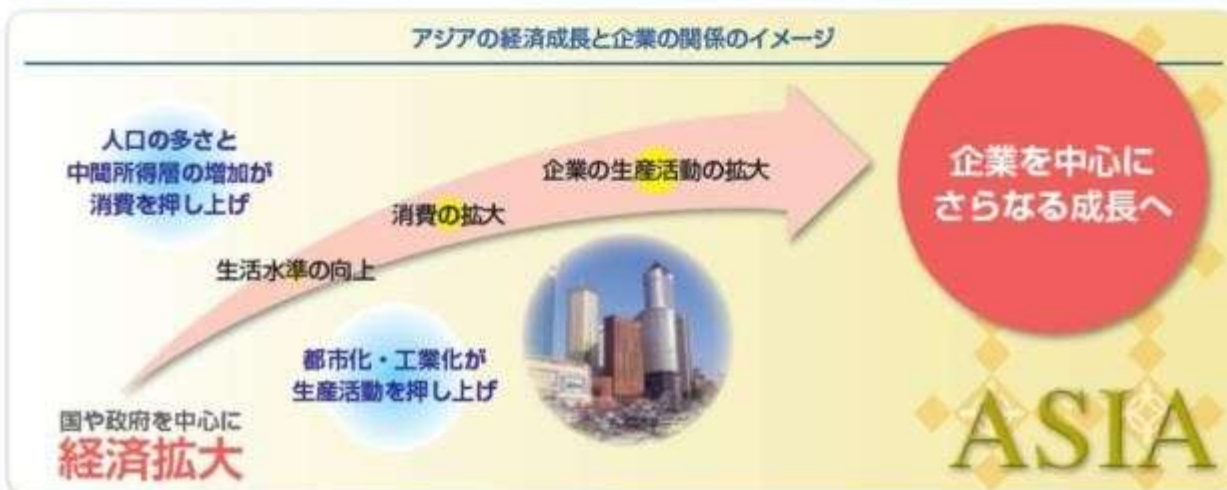 アジアの経済成長と企業の関係のイメージ
人口の多さと
中間所得層の増加が
消費を押し上げ
企業の生産活動の拡大
消費の拡大
生活水準の向上
都市化・工業化が
生産活動を押し上げ
国や政府を中心に
経済拡大
企業を中心に
さらなる成長へ
ASIA